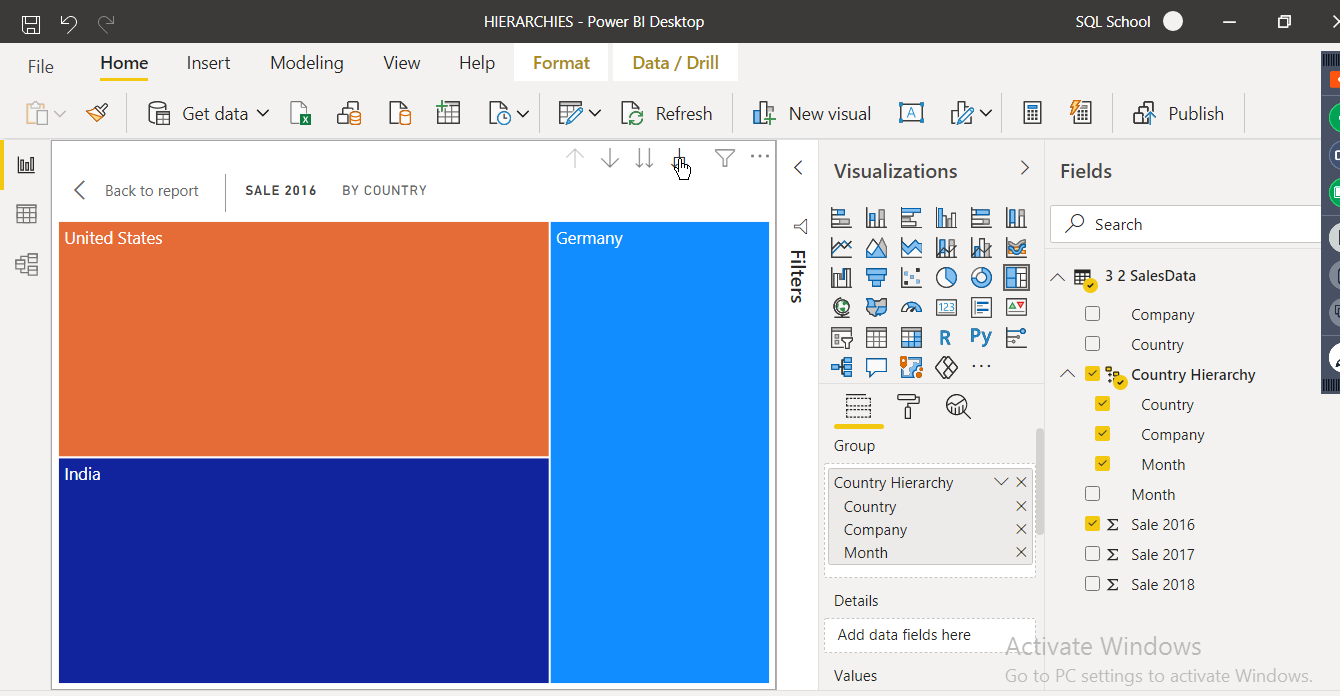 HIERARCHIES - Power BI Desktop
SQL School
File
Home
Insert
Modeling
View
Help
Format
Data / Drill
Get data
Refresh
New visual
Publish
Back to report
SALE 2016
BY COUNTRY
United States
Germany
India
Filters
Visualizations
R
Py
123
Group
Country Hierarchy
Country
Company
Month
Details
Add data fields here
Values
Fields
Search
3 2 SalesData
Company
Country
Country Hierarchy
Country
Company
Month
Month
Σ Sale 2016
Σ Sale 2017
Σ Sale 2018
Activate Windows
Go to PC settings to activate Windows.